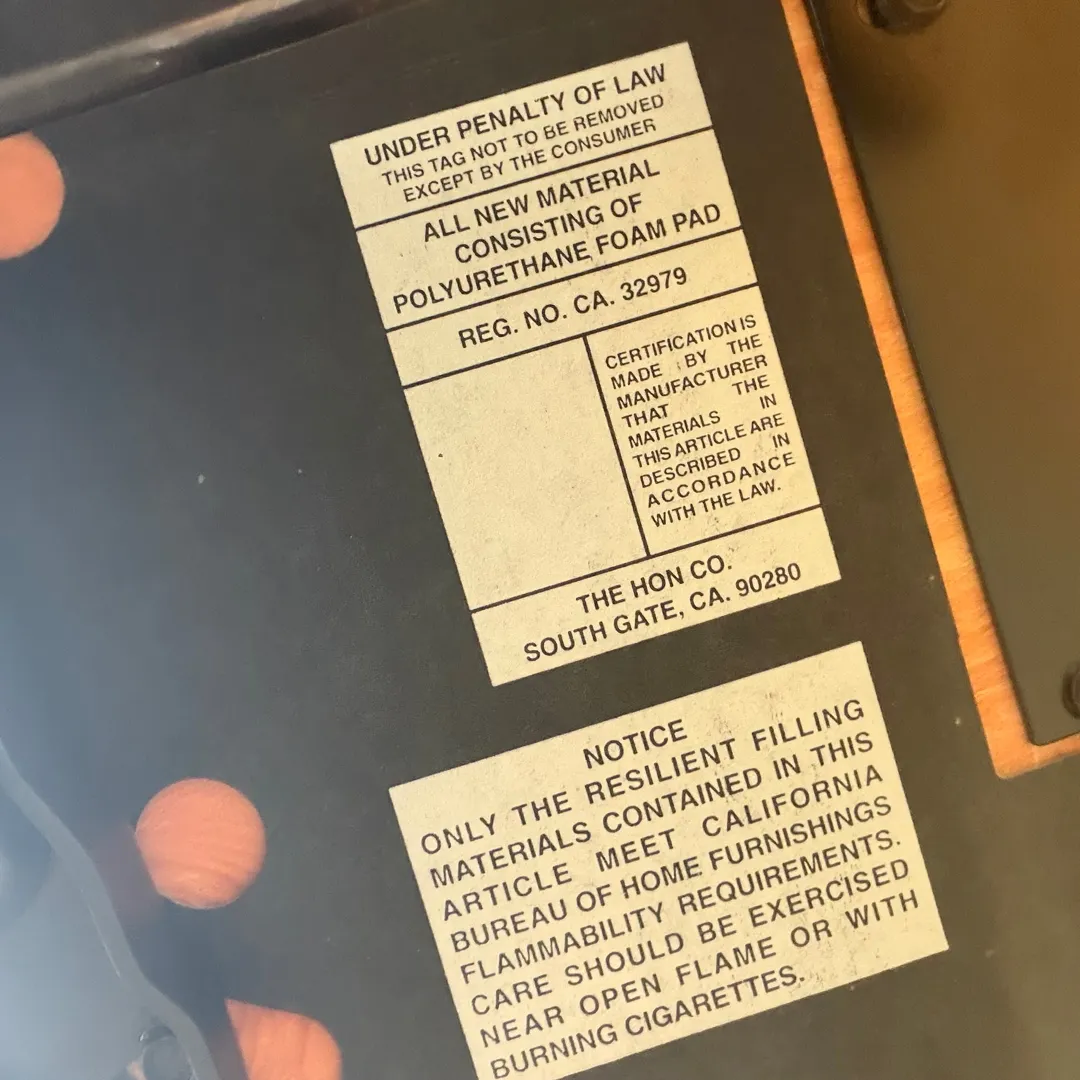 UNDER PENALTY OF LAW
THIS TAG NOT TO BE REMOVED
EXCEPT BY THE CONSUMER
ALL NEW MATERIAL
CONSISTING OF
POLYURETHANE FOAM PAD
REG. NO. CA. 32979
CERTIFICATION IS
MADE BY THE
MANUFACTURER
THAT THE
MATERIALS IN
THIS ARTICLE ARE
DESCRIBED IN
ACCORDANCE
WITH THE LAW.
THE HON CO.
SOUTH GATE, CA. 90280
NOTICE
ONLY THE RESILIENT FILLING
MATERIALS CONTAINED IN THIS
ARTICLE MEET CALIFORNIA
BUREAU OF HOME FURNISHINGS
FLAMMABILITY REQUIREMENTS.
CARE SHOULD BE EXERCISED
NEAR OPEN FLAME OR WITH
BURNING CIGARETTES.